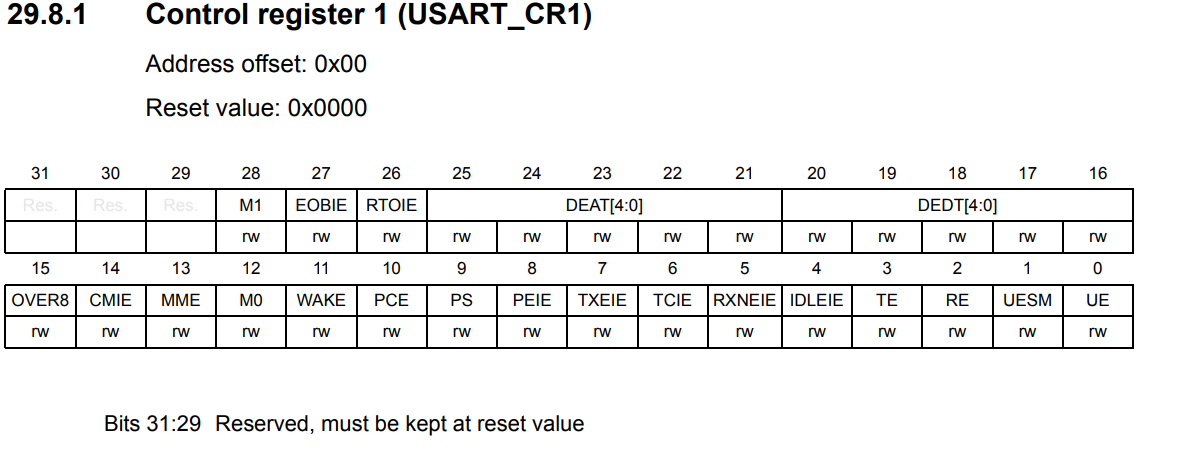 29.8.1 Control register 1 (USART_CR1)
Address offset: 0x00
Reset value: 0x0000
31 30 29 28 27 26 25 24 23 22 21 20 19 18 17 16
Res. Res. Res. M1 EOBIE RTOIE DEAT[4:0] DEDT[4:0]
rw rw rw rw rw rw rw rw rw rw rw rw rw
15 14 13 12 11 10 9 8 7 6 5 4 3 2 1 0
OVER8 CMIE MME M0 WAKE PCE PS PEIE TXEIE TCIE RXNEIE IDLEIE TE RE UESM UE
rw rw rw rw rw rw rw rw rw rw rw rw rw rw rw rw
Bits 31:29 Reserved, must be kept at reset value